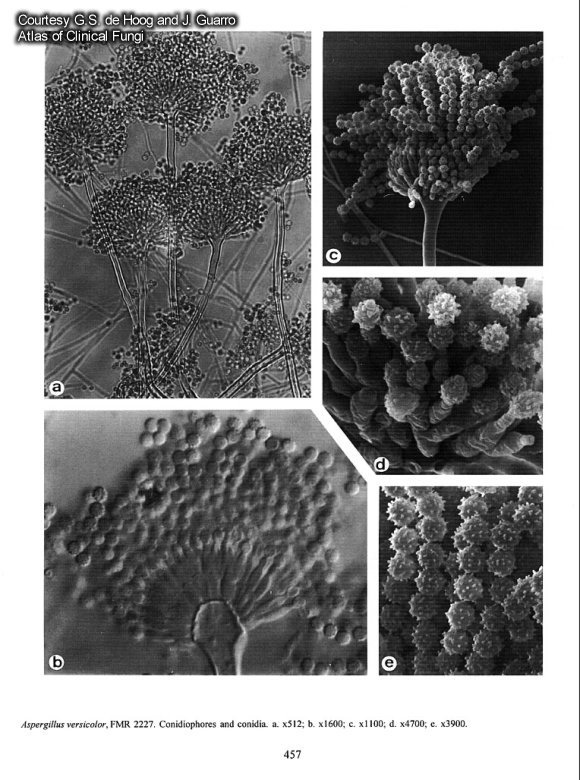 Courtesy G.S. de Hoog and J. Guarro
Atlas of Clinical Fungi
a
c
d
b
e
Aspergillus versicolor, FMR 2227. Conidiophores and conidia. a. x512; b. x1600; c. x1100; d. x4700; e. x3900.
457